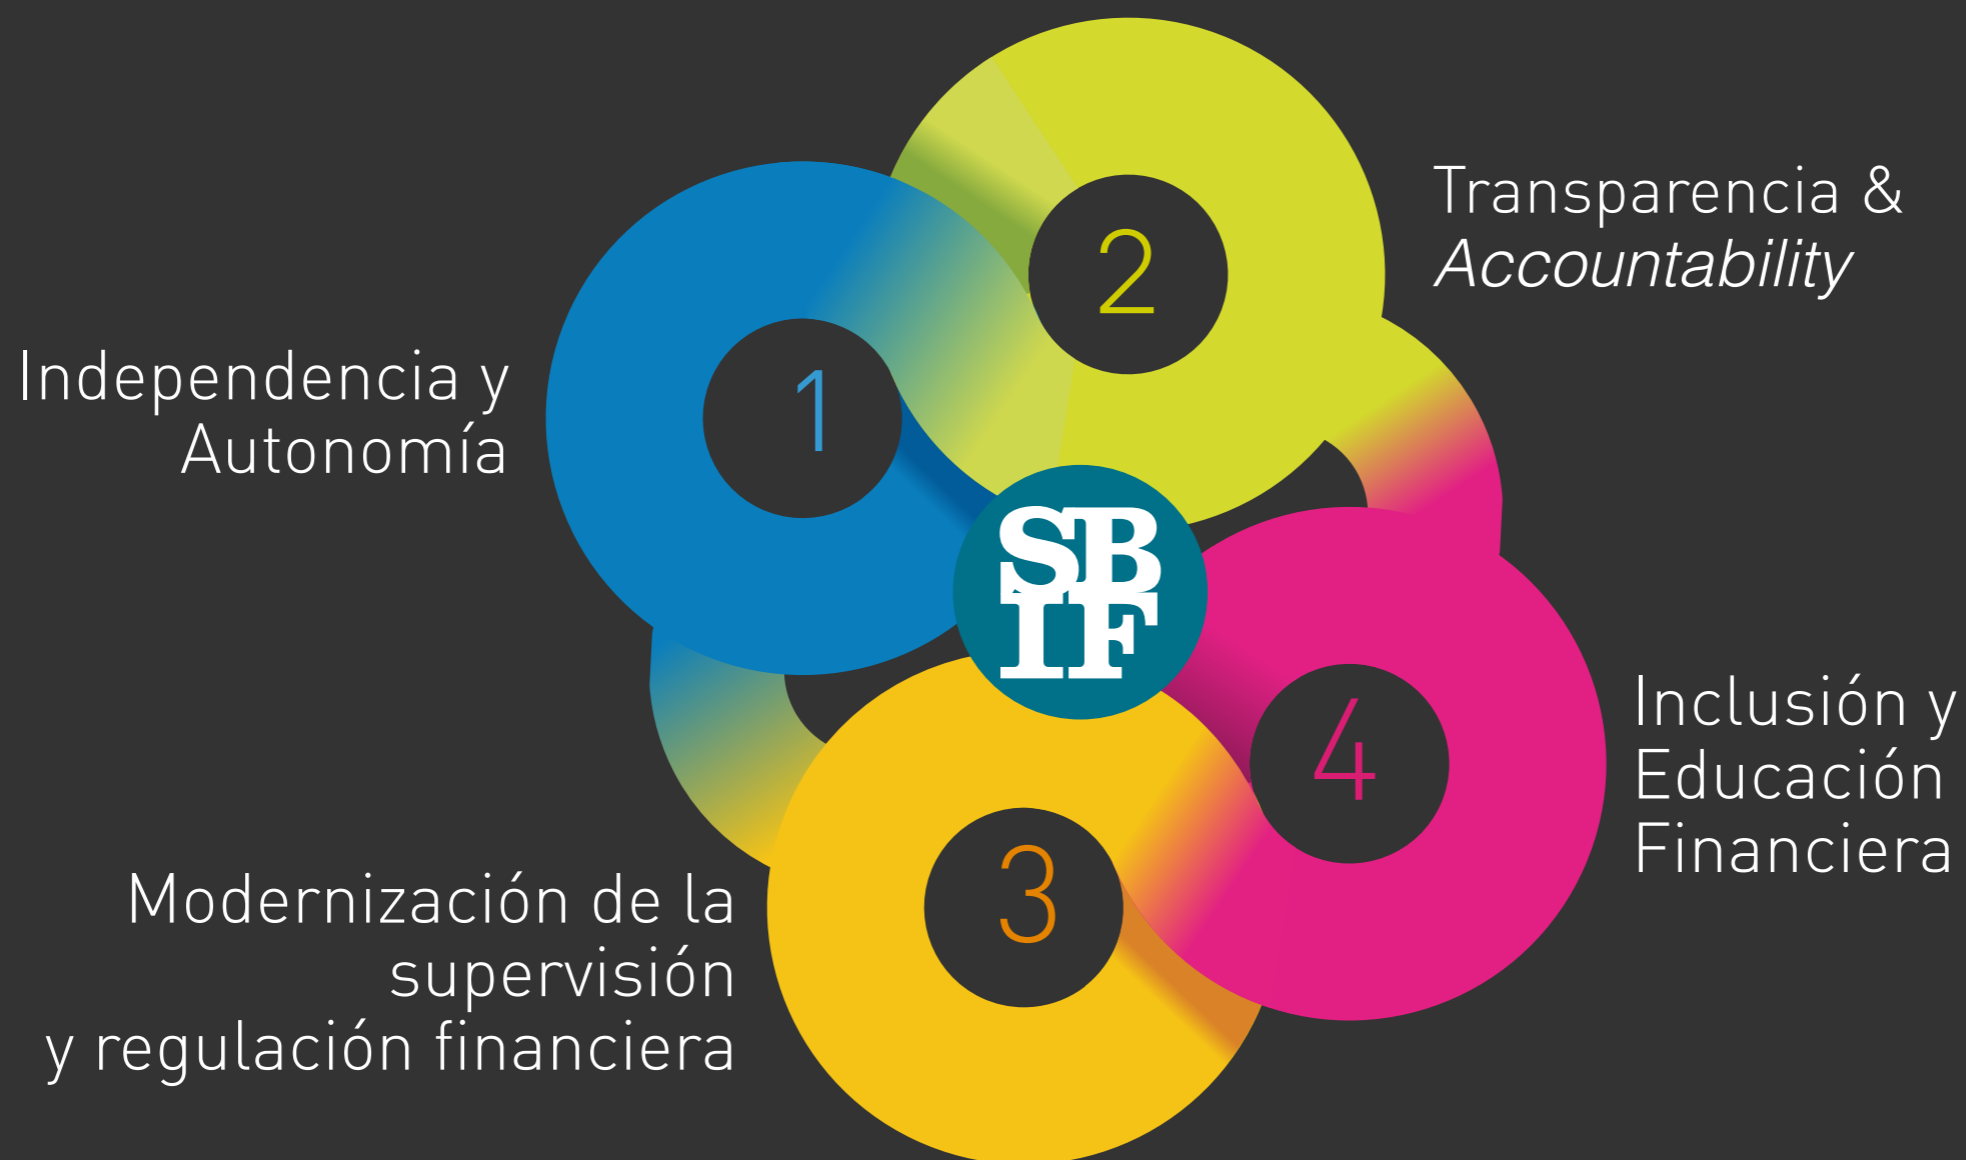 1
Independencia y
Autonomía
2
Transparencia &
Accountability
SB
IF
3
Modernización de la
supervisión
y regulación financiera
4
Inclusión y
Educación
Financiera